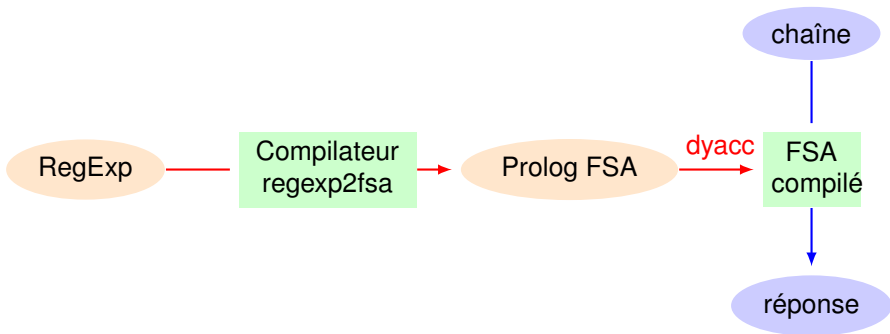 chaîne
RegExp
Compilateur
regexp2fsa
Prolog FSA
dyacc
FSA
compilé
réponse